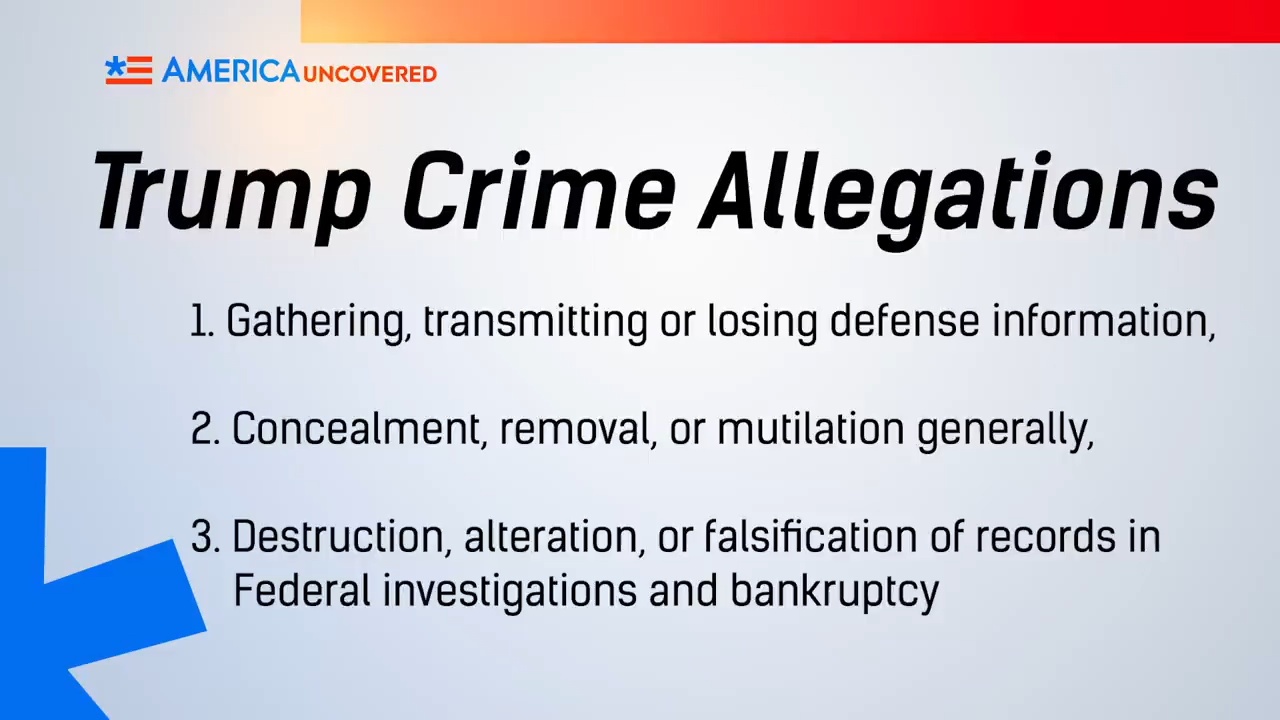 AMERICA UNCOVERED
Trump Crime Allegations
1. Gathering, transmitting or losing defense information,
2. Concealment, removal, or mutilation generally,
3. Destruction, alteration, or falsification of records in
Federal investigations and bankruptcy